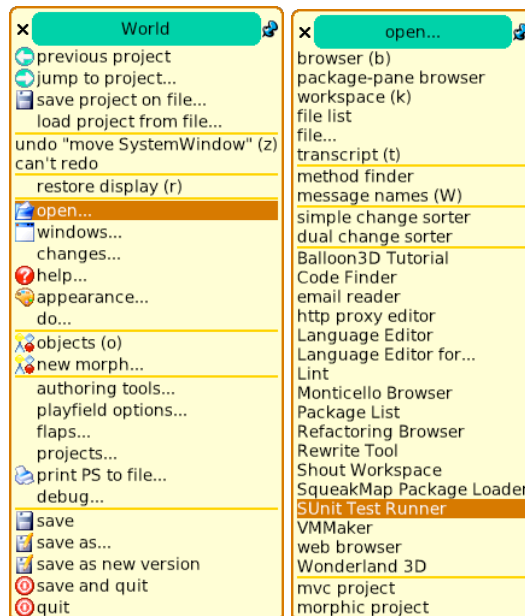 World
previous project
jump to project...
save project on file...
load project from file...
undo "move SystemWindow" (z)
can't redo
restore display (r)
open...
windows...
changes...
help...
appearance...
do...
objects (o)
new morph...
authoring tools...
playfield options...
flaps...
projects...
print PS to file...
debug...
save
save as...
save as new version
save and quit
quit
open...
browser (b)
package-pane browser
workspace (k)
file list
file...
transcript (t)
method finder
message names (W)
simple change sorter
dual change sorter
Balloon3D Tutorial
Code Finder
email reader
http proxy editor
Language Editor
Language Editor for...
Lint
Monticello Browser
Package List
Refactoring Browser
Rewrite Tool
Shout Workspace
SqueakMap Package Loader
SUnit Test Runner
VMMaker
web browser
Wonderland 3D
mvc project
morphic project